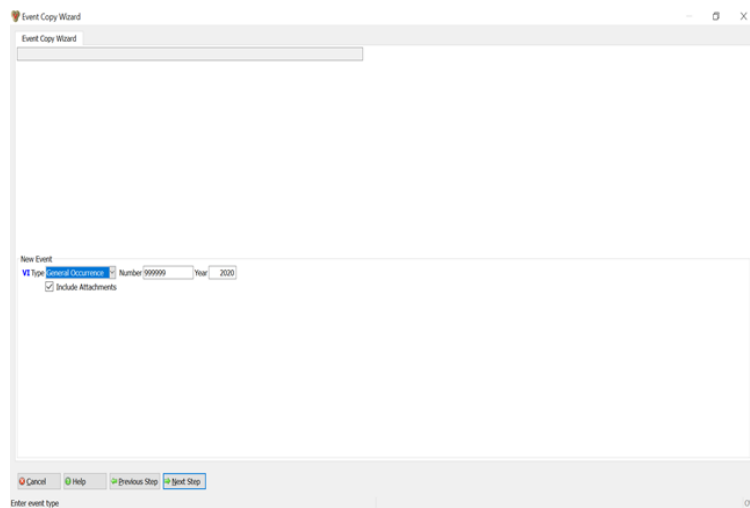 Event Copy Wizard
Event Copy Wizard
New Event
VI Type General Occurrence Number 999999 Year 2020
Include Attachments
Cancel Help Previous Step Next Step
Enter event type